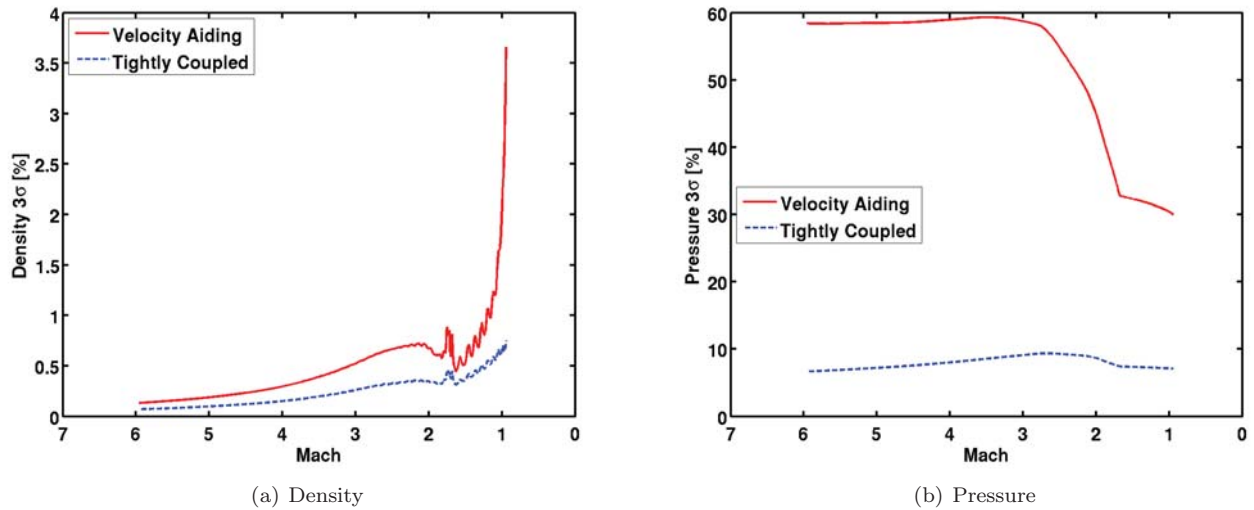 4
3.5
3
2.5
2
1.5
1
0.5
0
Density 3σ [%]
Velocity Aiding
Tightly Coupled
7 6 5 4 3 2 1 0
Mach
(a) Density
60
50
40
30
20
10
0
Pressure 3σ [%]
Velocity Aiding
Tightly Coupled
7 6 5 4 3 2 1 0
Mach
(b) Pressure